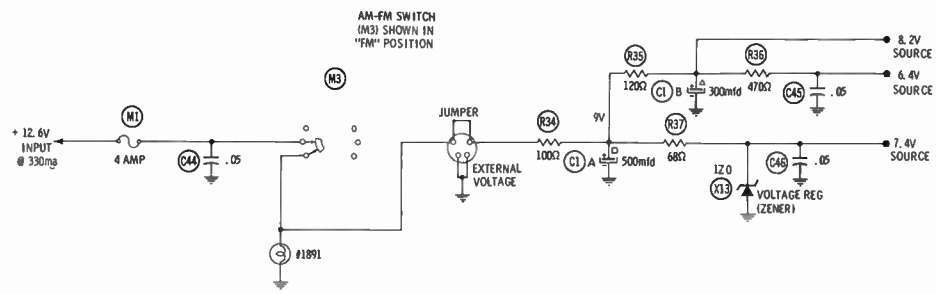 AM-FM SWITCH
(M3) SHOWN IN
"FM" POSITION
M3
M1
+ 12.6V
INPUT
@ 330ma
4 AMP
C44
.05
#1891
JUMPER
EXTERNAL
VOLTAGE
R34
100Ω
9V
C1 A
500mfd
R35
120Ω
C1 B
300mfd
R36
470Ω
C45
.05
8.2V
SOURCE
6.4V
SOURCE
R37
68Ω
1Z0
X13
VOLTAGE REG
(ZENER)
C46
.05
7.4V
SOURCE